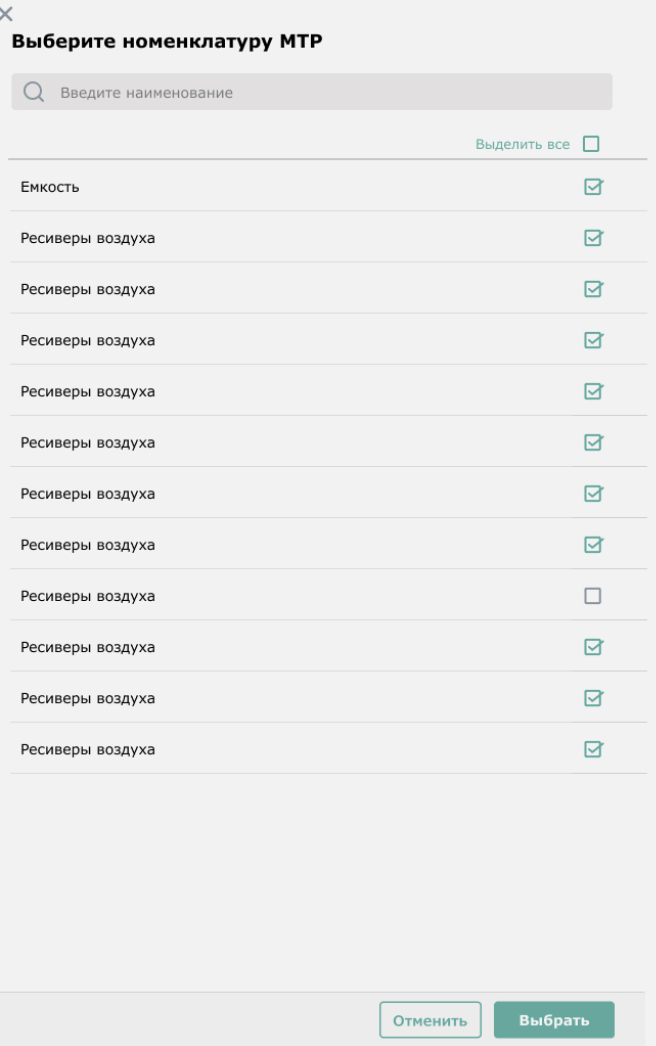 Выберите номенклатуру МТР
Введите наименование
Выделить все
Емкость
Ресиверы воздуха
Ресиверы воздуха
Ресиверы воздуха
Ресиверы воздуха
Ресиверы воздуха
Ресиверы воздуха
Ресиверы воздуха
Ресиверы воздуха
Ресиверы воздуха
Ресиверы воздуха
Ресиверы воздуха
Отменить
Выбрать